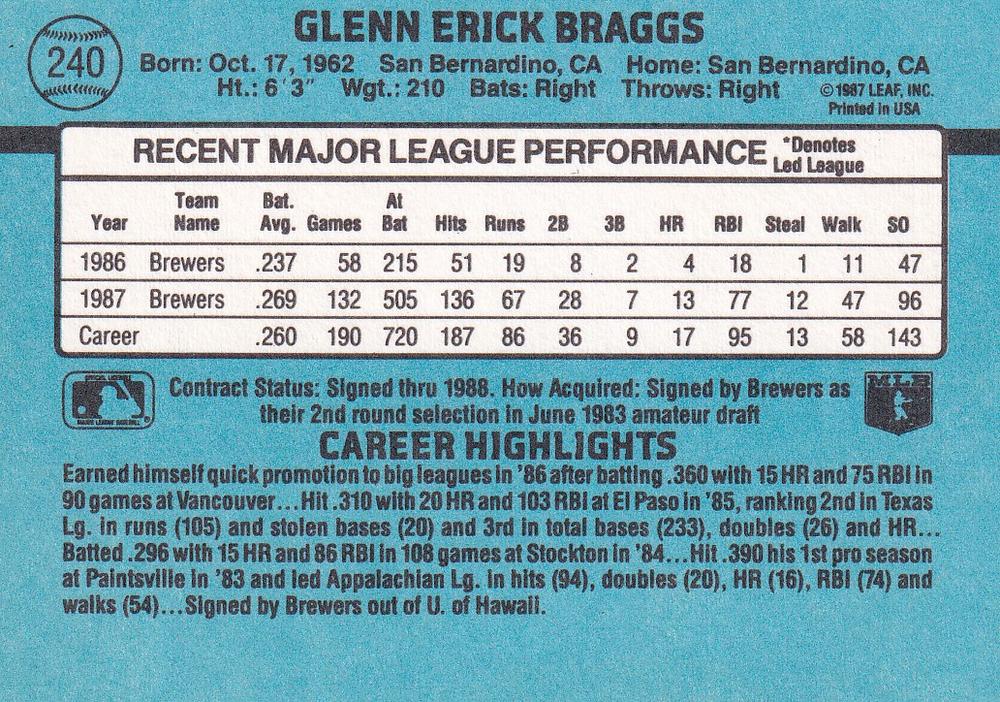 GLENN ERICK BRAGGS
240
Born: Oct. 17, 1962 San Bernardino, CA Home: San Bernardino, CA
Ht.: 6'3" Wgt.: 210 Bats: Right Throws: Right ©1987 LEAF, INC.
Printed in USA
RECENT MAJOR LEAGUE PERFORMANCE *Denotes Led League
Year Team Name Bat. Avg. Games At Bat Hits Runs 2B 3B HR RBI Steal Walk SO
1986 Brewers .237 58 215 51 19 8 2 4 18 1 11 47
1987 Brewers .269 132 505 136 67 28 7 13 77 12 47 96
Career .260 190 720 187 86 36 9 17 95 13 58 143
Contract Status: Signed thru 1988. How Acquired: Signed by Brewers as
their 2nd round selection in June 1983 amateur draft
MLB
CAREER HIGHLIGHTS
Earned himself quick promotion to big leagues in '86 after batting .360 with 15 HR and 75 RBI in
90 games at Vancouver...Hit .310 with 20 HR and 103 RBI at El Paso in '85, ranking 2nd in Texas
Lg. in runs (105) and stolen bases (20) and 3rd in total bases (233), doubles (26) and HR...
Batted .296 with 15 HR and 86 RBI in 108 games at Stockton in '84...Hit .390 his 1st pro season
at Paintsville in '83 and led Appalachian Lg. in hits (94), doubles (20), HR (16), RBI (74) and
walks (54)...Signed by Brewers out of U. of Hawaii.